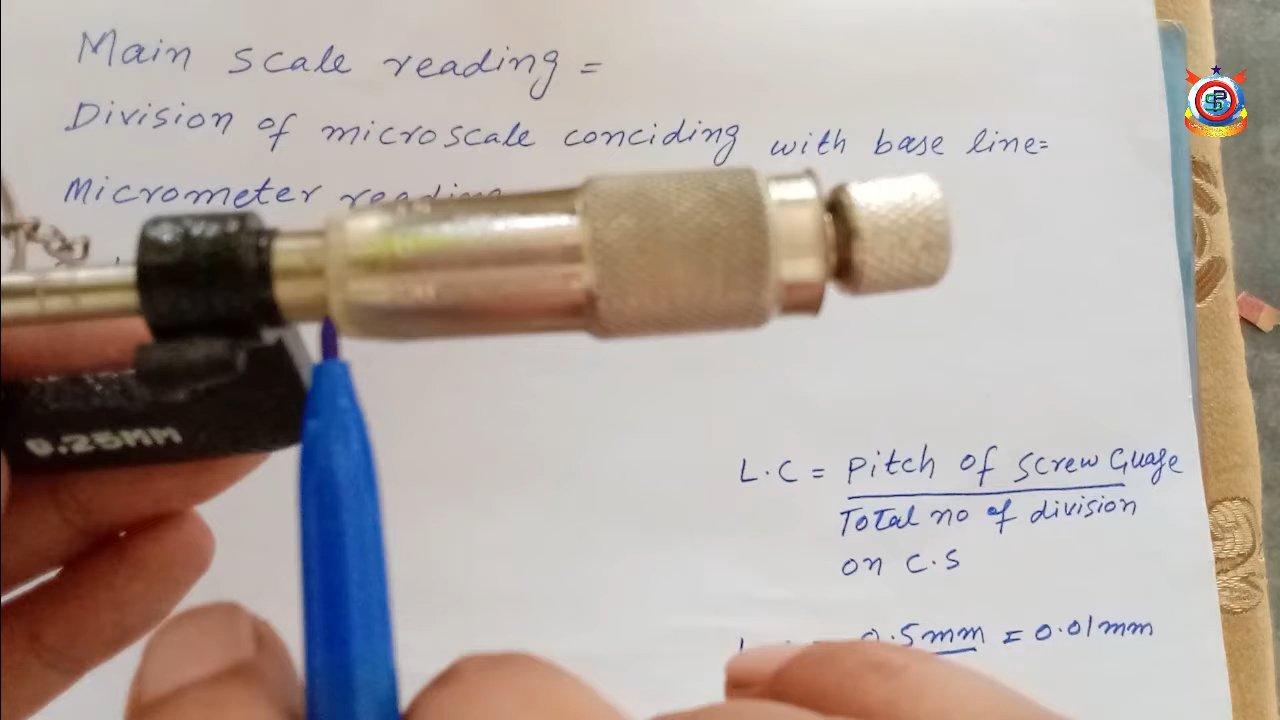 Main scale reading =
Division of microscale conciding with base line=
Micrometer reading
0.25MM
L.C = Pitch of screw Guage
Total no of division
on C.S
0.5mm = 0.01mm